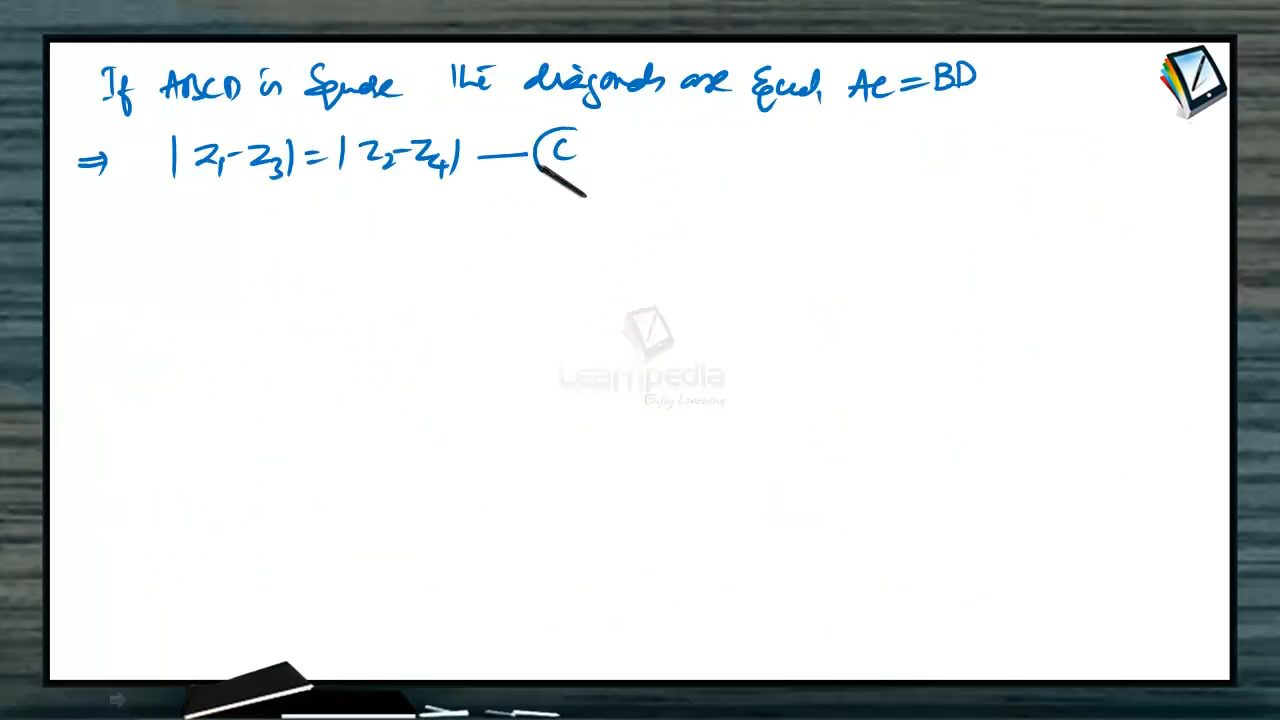 If ABCD is Square the diagonals are Equal, AC = BD
⇒ |Z₁-Z₃| = |Z₂-Z₄| — (C
Learnpedia
Enjoy Learning